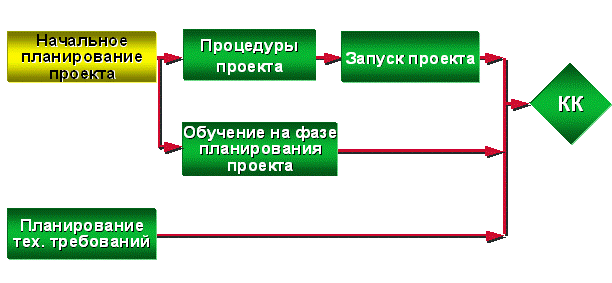 Начальное
планирование
проекта
Процедуры
проекта
Запуск проекта
КК
Обучение на фазе
планирования
проекта
Планирование
тех. требований